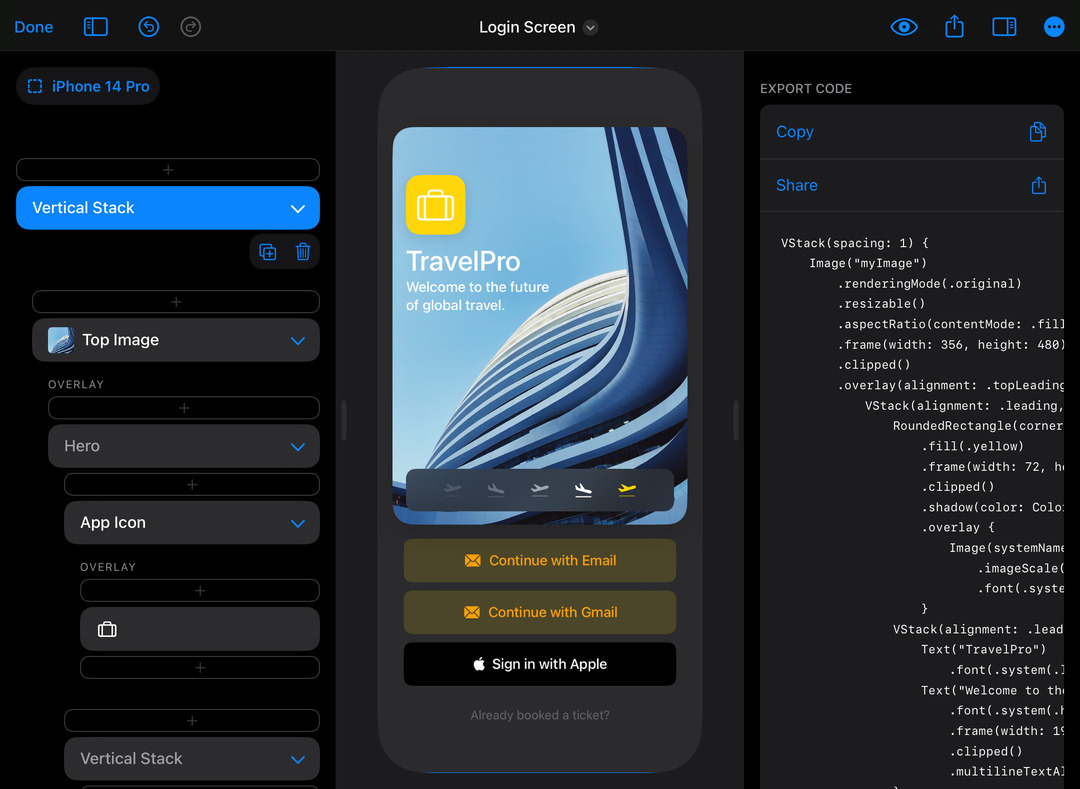 Done
Login Screen
iPhone 14 Pro
Vertical Stack
Top Image
OVERLAY
Hero
App Icon
OVERLAY
Vertical Stack
TravelPro
Welcome to the future
of global travel.
Continue with Email
Continue with Gmail
Sign in with Apple
Already booked a ticket?
EXPORT CODE
Copy
Share
VStack(spacing: 1) {
Image("myImage")
.renderingMode(.original)
.resizable()
.aspectRatio(contentMode: .fill
.frame(width: 356, height: 480)
.clipped()
.overlay(alignment: .topLeading
VStack(alignment: .leading,
RoundedRectangle(corner
.fill(.yellow)
.frame(width: 72, he
.clipped()
.shadow(color: Colo
.overlay {
Image(systemName
.imageScale(
.font(.syste
}
VStack(alignment: .lead
Text("TravelPro")
.font(.system(.l
Text("Welcome to the
.font(.system(.h
.frame(width: 19
.clipped()
.multilineTextAl